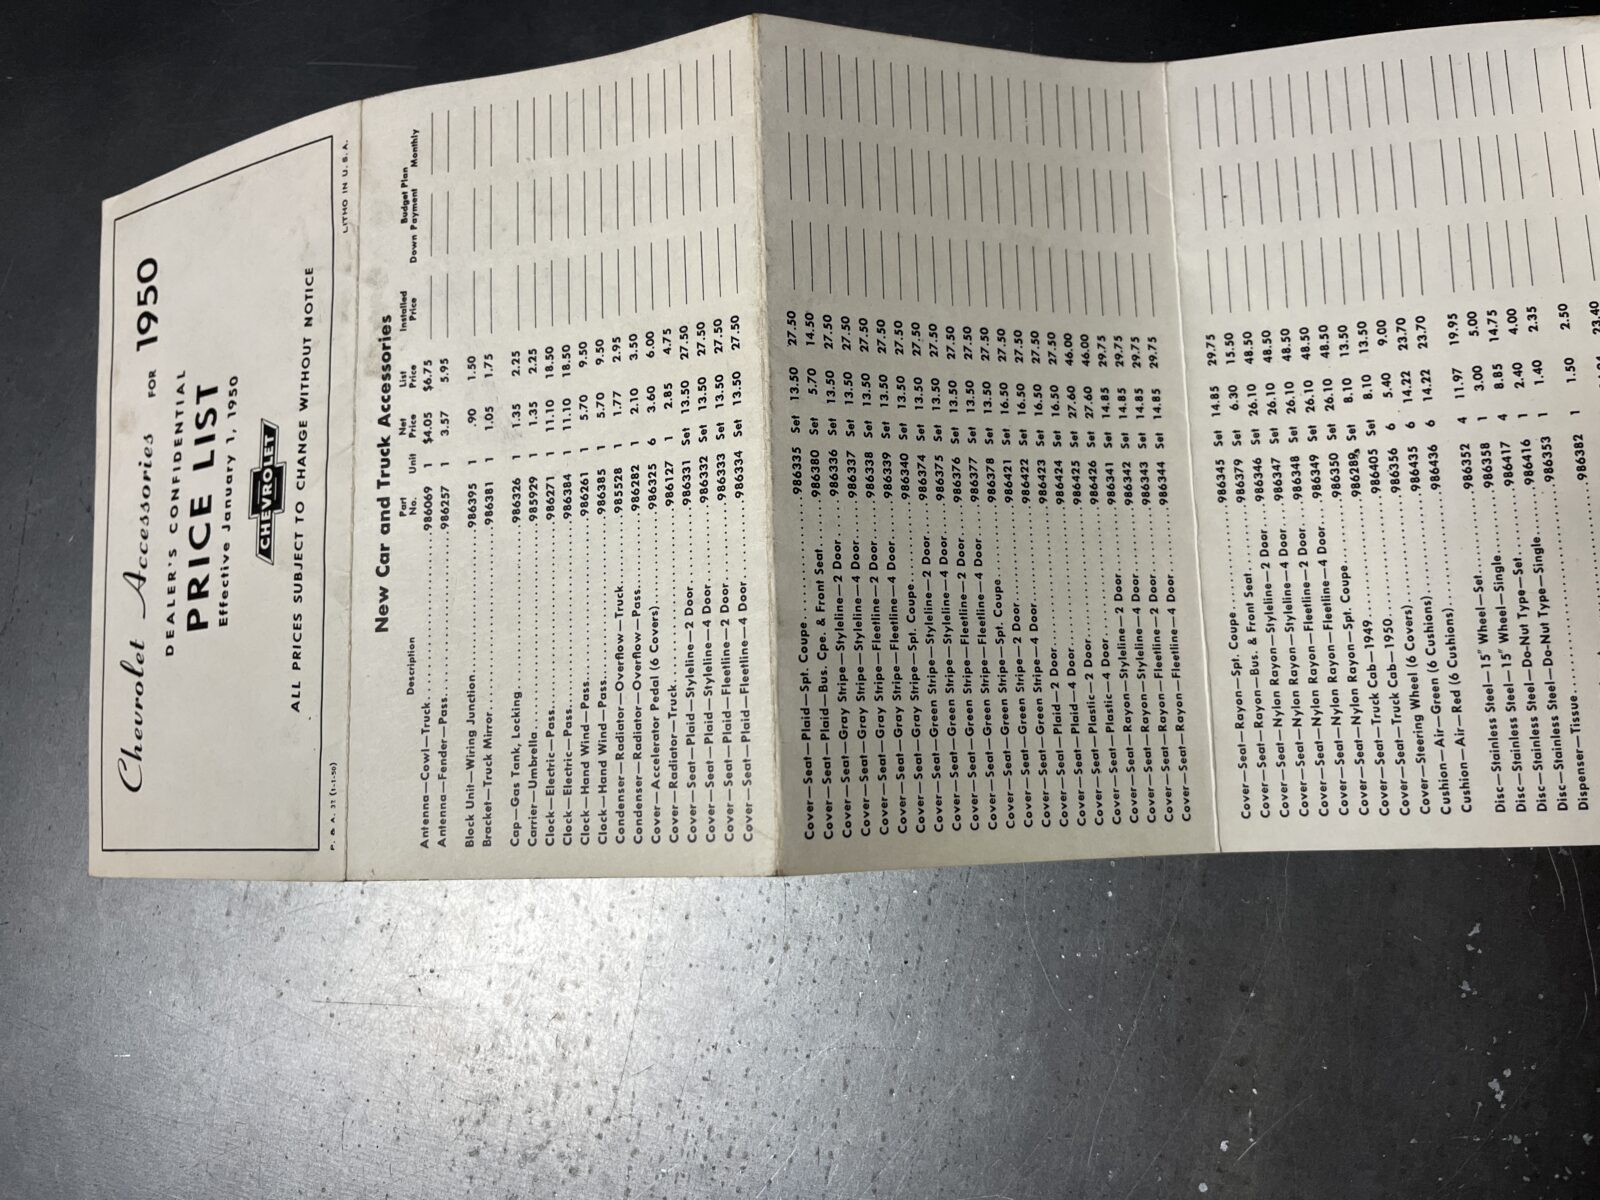 Chevrolet Accessories
DEALER'S CONFIDENTIAL FOR 1950
PRICE LIST
Effective January 1, 1950
CHEVROLET
ALL PRICES SUBJECT TO CHANGE WITHOUT NOTICE
P. & A. 37 (1-1-50) LITHO IN U. S. A.
New Car and Truck Accessories
Description Part No. Unit Net Price List Price Installed Price Budget Plan Down Payment Monthly
Antenna—Cowl—Truck 986069 1 $4.05 $6.75
Antenna—Fender—Pass. 986257 1 3.57 5.95
Block Unit—Wiring Junction 986395 1 .90 1.50
Bracket—Truck Mirror 986381 1 1.05 1.75
Cap—Gas Tank, Locking 986326 1 1.35 2.25
Carrier—Umbrella 985929 1 1.35 2.25
Clock—Electric—Pass. 986271 1 11.10 18.50
Clock—Electric—Pass. 986384 1 11.10 18.50
Clock—Hand Wind—Pass. 986261 1 5.70 9.50
Clock—Hand Wind—Pass. 986385 1 5.70 9.50
Condenser—Radiator—Overflow—Truck 985528 1 1.77 2.95
Condenser—Radiator—Overflow—Pass. 986282 1 2.10 3.50
Cover—Accelerator Pedal (6 Covers) 986325 6 3.60 6.00
Cover—Radiator—Truck 986127 1 2.85 4.75
Cover—Seat—Plaid—Styleline—2 Door 986331 Set 13.50 27.50
Cover—Seat—Plaid—Styleline—4 Door 986332 Set 13.50 27.50
Cover—Seat—Plaid—Fleetline—2 Door 986333 Set 13.50 27.50
Cover—Seat—Plaid—Fleetline—4 Door 986334 Set 13.50 27.50
Cover—Seat—Plaid—Spt. Coupe 986335 Set 13.50 27.50
Cover—Seat—Plaid—Bus. Cpe. & Front Seat 986380 Set 5.70 14.50
Cover—Seat—Gray Stripe—Styleline—2 Door 986336 Set 13.50 27.50
Cover—Seat—Gray Stripe—Styleline—4 Door 986337 Set 13.50 27.50
Cover—Seat—Gray Stripe—Fleetline—2 Door 986338 Set 13.50 27.50
Cover—Seat—Gray Stripe—Fleetline—4 Door 986339 Set 13.50 27.50
Cover—Seat—Gray Stripe—Spt. Coupe 986340 Set 13.50 27.50
Cover—Seat—Green Stripe—Styleline—2 Door 986374 Set 13.50 27.50
Cover—Seat—Green Stripe—Styleline—4 Door 986375 Set 13.50 27.50
Cover—Seat—Green Stripe—Fleetline—2 Door 986376 Set 13.50 27.50
Cover—Seat—Green Stripe—Fleetline—4 Door 986377 Set 13.50 27.50
Cover—Seat—Green Stripe—Spt. Coupe 986378 Set 13.50 27.50
Cover—Seat—Green Stripe—2 Door 986421 Set 16.50 27.50
Cover—Seat—Green Stripe—4 Door 986422 Set 16.50 27.50
Cover—Seat—Plaid—2 Door 986423 Set 16.50 27.50
Cover—Seat—Plaid—4 Door 986424 Set 16.50 27.50
Cover—Seat—Plastic—2 Door 986425 Set 27.60 46.00
Cover—Seat—Plastic—4 Door 986426 Set 27.60 46.00
Cover—Seat—Rayon—Styleline—2 Door 986341 Set 14.85 29.75
Cover—Seat—Rayon—Styleline—4 Door 986342 Set 14.85 29.75
Cover—Seat—Rayon—Fleetline—2 Door 986343 Set 14.85 29.75
Cover—Seat—Rayon—Fleetline—4 Door 986344 Set 14.85 29.75
Cover—Seat—Rayon—Spt. Coupe 986345 Set 14.85 29.75
Cover—Seat—Rayon—Bus. & Front Seat 986379 Set 6.30 15.50
Cover—Seat—Nylon Rayon—Styleline—2 Door 986346 Set 26.10 48.50
Cover—Seat—Nylon Rayon—Styleline—4 Door 986347 Set 26.10 48.50
Cover—Seat—Nylon Rayon—Fleetline—2 Door 986348 Set 26.10 48.50
Cover—Seat—Nylon Rayon—Fleetline—4 Door 986349 Set 26.10 48.50
Cover—Seat—Nylon Rayon—Spt. Coupe 986350 Set 26.10 48.50
Cover—Seat—Truck Cab—1949 986289 Set 8.10 13.50
Cover—Seat—Truck Cab—1950 986405 Set 8.10 13.50
Cover—Steering Wheel (6 Covers) 986356 6 5.40 9.00
Cushion—Air—Green (6 Cushions) 986435 6 14.22 23.70
Cushion—Air—Red (6 Cushions) 986436 6 14.22 23.70
Disc—Stainless Steel—15" Wheel—Set 986352 4 11.97 19.95
Disc—Stainless Steel—15" Wheel—Single 986358 1 3.00 5.00
Disc—Stainless Steel—Do-Nut Type—Set 986417 4 8.85 14.75
Disc—Stainless Steel—Do-Nut Type—Single 986416 1 2.40 4.00
Dispenser—Tissue 986353 1 1.40 2.35
986382 1 1.50 2.50
23.40